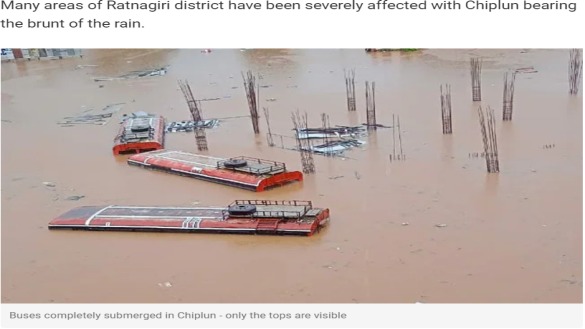 Many areas of Ratnagiri district have been severely affected with Chiplun bearing
the brunt of the rain.
Buses completely submerged in Chiplun - only the tops are visible